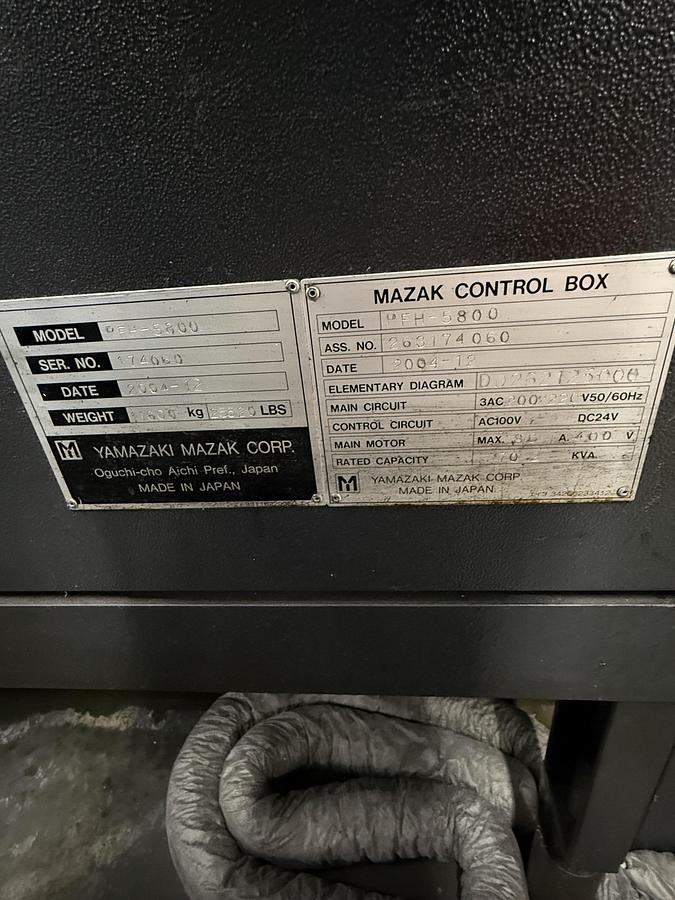 MODEL PFH-5800
SER. NO. 174060
DATE 2004-12
WEIGHT kg LBS
YAMAZAKI MAZAK CORP.
Oguchi-cho Aichi Pref., Japan
MADE IN JAPAN
MAZAK CONTROL BOX
MODEL PFH-5800
ASS. NO. 263174060
DATE 2004-12
ELEMENTARY DIAGRAM
MAIN CIRCUIT 3AC 200/220 V50/60Hz
CONTROL CIRCUIT AC100V DC24V
MAIN MOTOR MAX. A. 400 V
RATED CAPACITY KVA.
YAMAZAKI MAZAK CORP.
MADE IN JAPAN